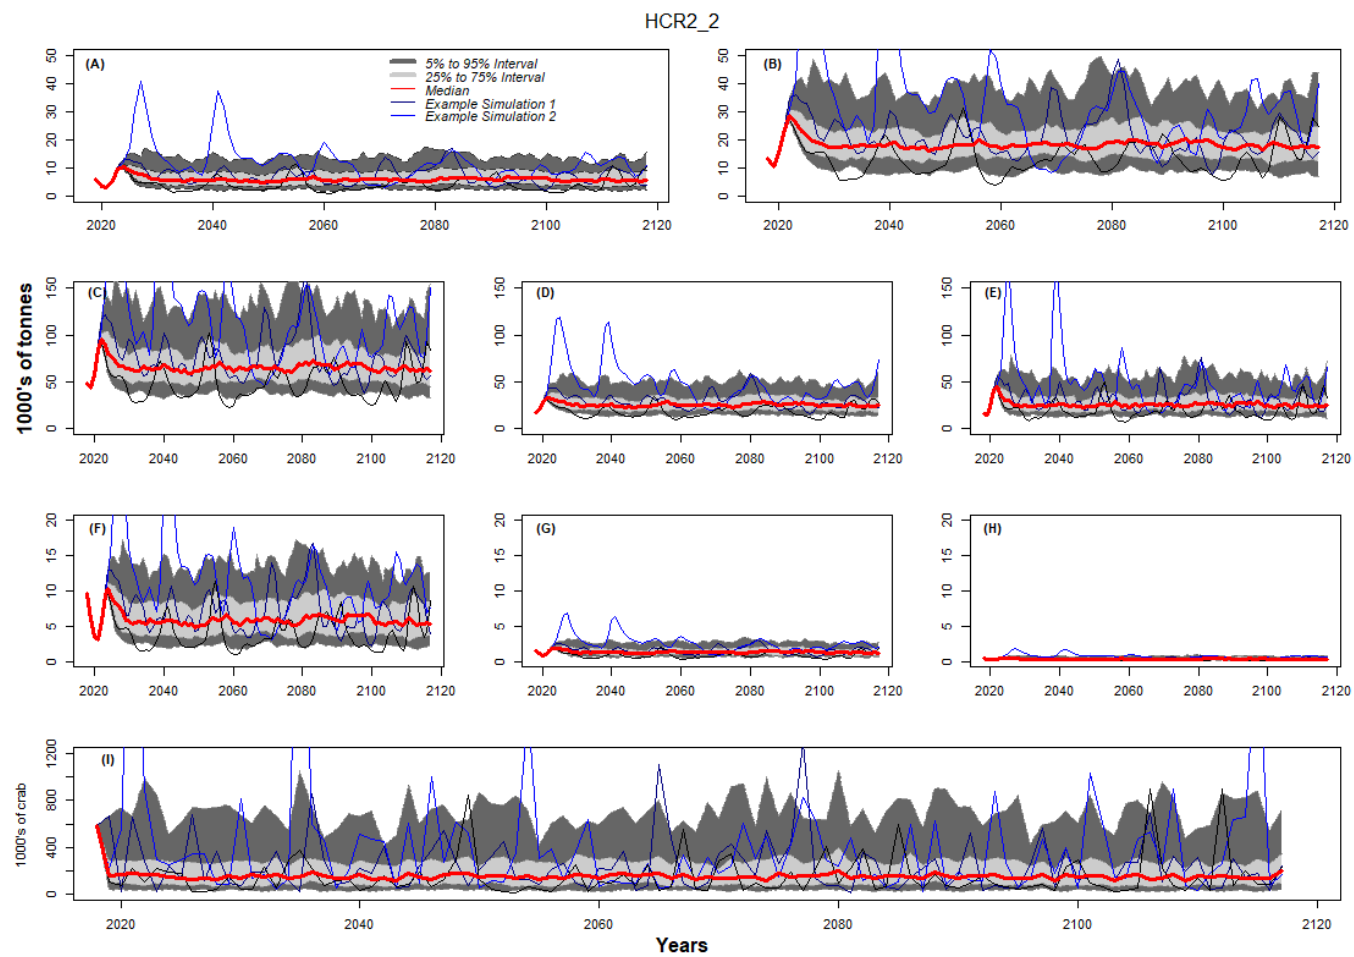 HCR2_2
(A)
5% to 95% Interval
25% to 75% Interval
Median
Example Simulation 1
Example Simulation 2
0 10 20 30 40 50
2020 2040 2060 2080 2100 2120
(B)
0 10 20 30 40 50
2020 2040 2060 2080 2100 2120
1000's of tonnes
(C)
0 50 100 150
2020 2040 2060 2080 2100 2120
(D)
0 50 100 150
2020 2040 2060 2080 2100 2120
(E)
0 50 100 150
2020 2040 2060 2080 2100 2120
(F)
0 5 10 15 20
2020 2040 2060 2080 2100 2120
(G)
0 5 10 15 20
2020 2040 2060 2080 2100 2120
(H)
0 5 10 15 20
2020 2040 2060 2080 2100 2120
1000's of crab
(I)
0 400 800 1200
2020 2040 2060 2080 2100 2120
Years